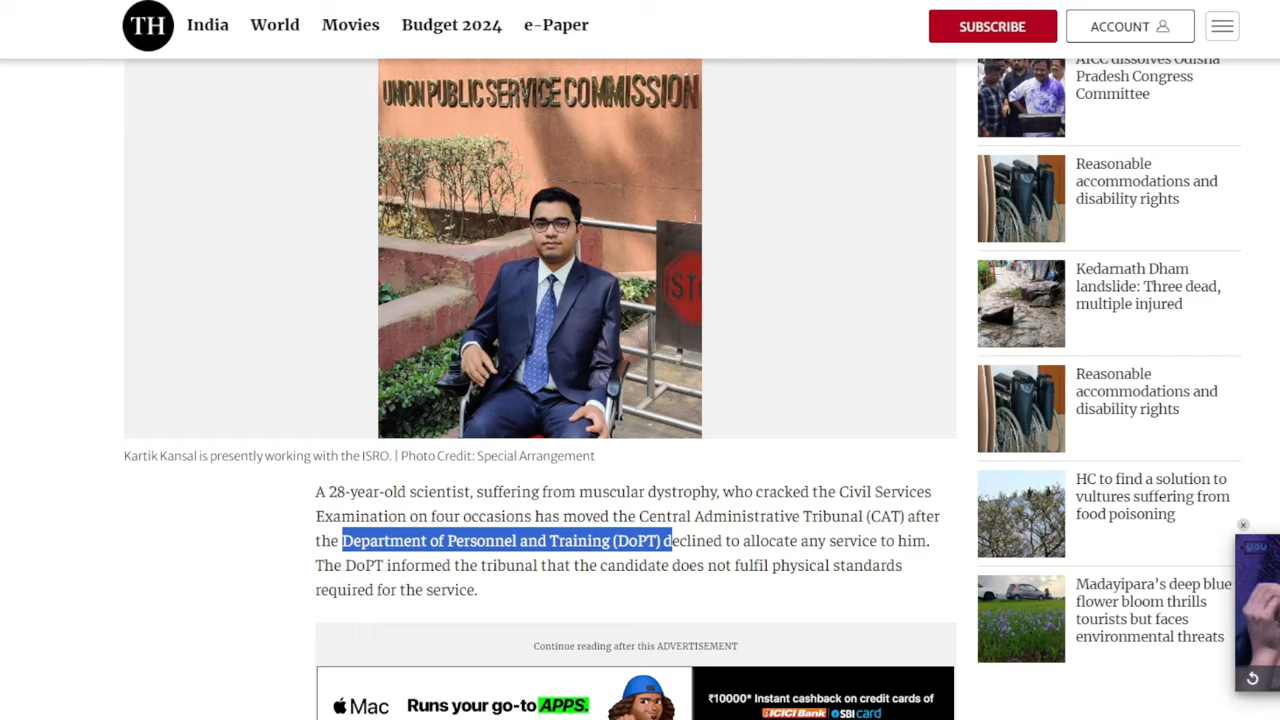 TH India World Movies Budget 2024 e-Paper SUBSCRIBE ACCOUNT
UNION PUBLIC SERVICE COMMISSION
Kartik Kansal is presently working with the ISRO. | Photo Credit: Special Arrangement
A 28-year-old scientist, suffering from muscular dystrophy, who cracked the Civil Services
Examination on four occasions has moved the Central Administrative Tribunal (CAT) after
the Department of Personnel and Training (DoPT) declined to allocate any service to him.
The DoPT informed the tribunal that the candidate does not fulfil physical standards
required for the service.
Continue reading after this ADVERTISEMENT
Mac Runs your go-to APPS.
₹10000* Instant cashback on credit cards of
ICICI Bank SBI card
AICC dissolves Odisha
Pradesh Congress
Committee
Reasonable
accommodations and
disability rights
Kedarnath Dham
landslide: Three dead,
multiple injured
Reasonable
accommodations and
disability rights
HC to find a solution to
vultures suffering from
food poisoning
Madayipara’s deep blue
flower bloom thrills
tourists but faces
environmental threats